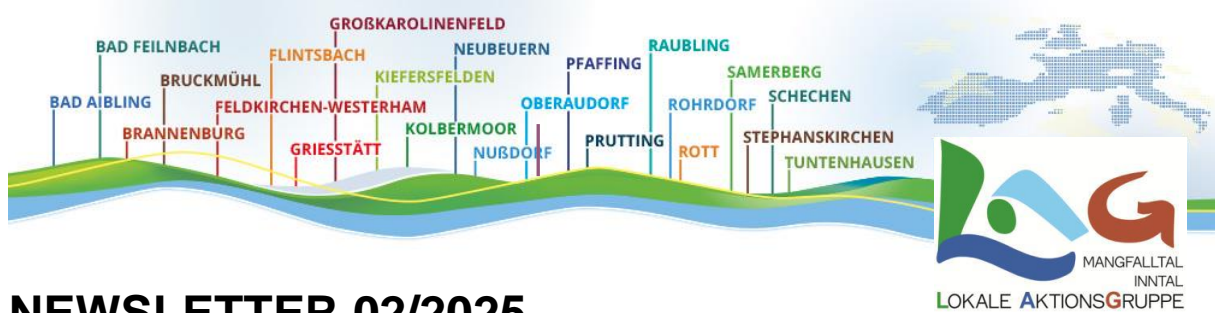 GROßKAROLINENFELD
BAD FEILNBACH
FLINTSBACH
NEUBEUERN
RAUBLING
PFAFFING
BRUCKMÜHL
KIEFERSFELDEN
SAMERBERG
BAD AIBLING
FELDKIRCHEN-WESTERHAM
OBERAUDORF
ROHRDORF
SCHECHEN
BRANNENBURG
KOLBERMOOR
PRUTTING
STEPHANSKIRCHEN
GRIESSTÄTT
NUßDORF
ROTT
TUNTENHAUSEN
LAG
MANGFALLTAL
INNTAL
LOKALE AKTIONSGRUPPE
NEWSLETTER 02/2025